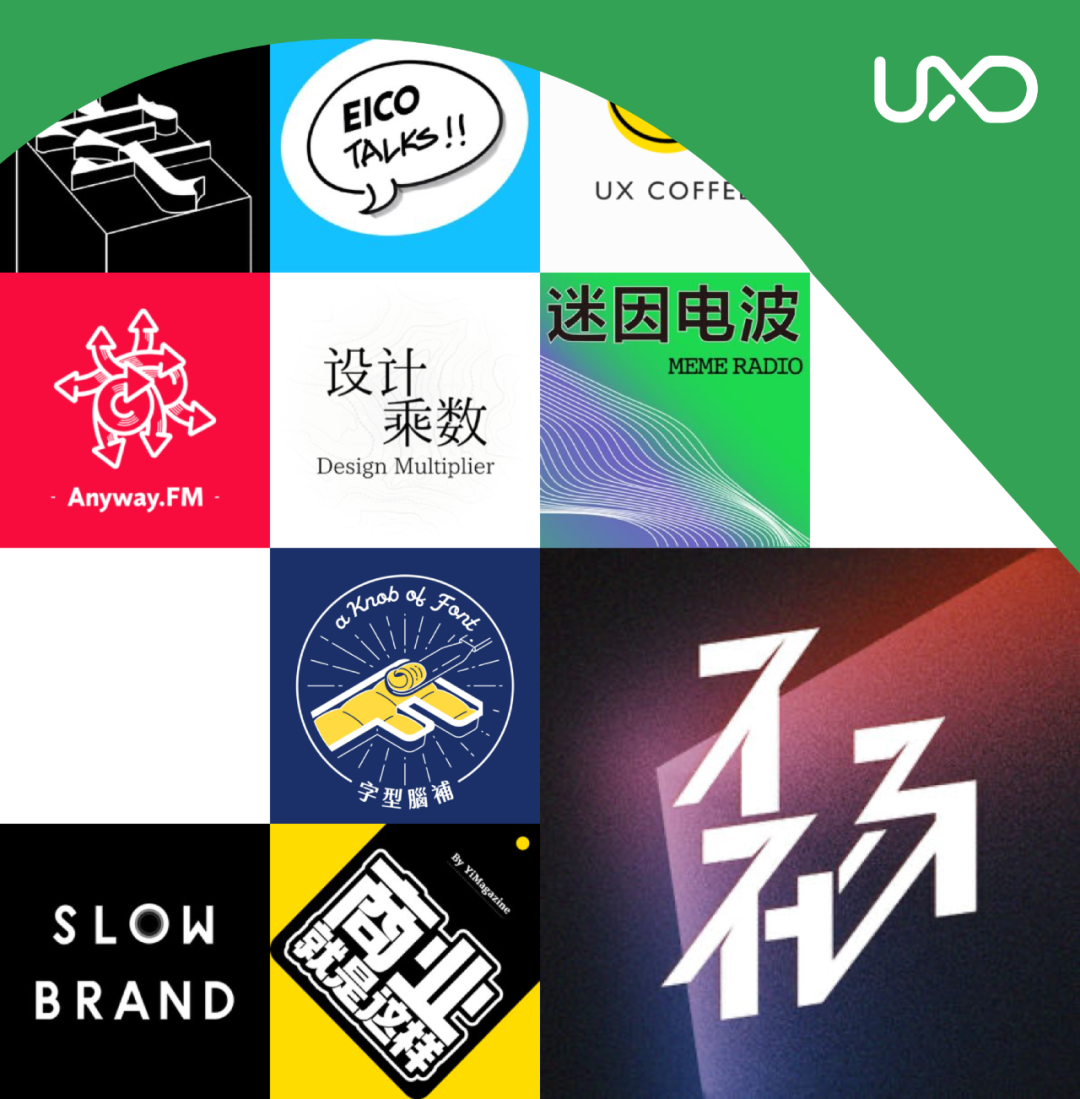 UXD
EICO
TALKS!!
UX COFFEE
迷因电波
MEME RADIO
设计
乘数
Design Multiplier
- Anyway.FM -
a Knob of Font
字型腦補
By YiMagazine
商业
就是这样
SLOW
BRAND